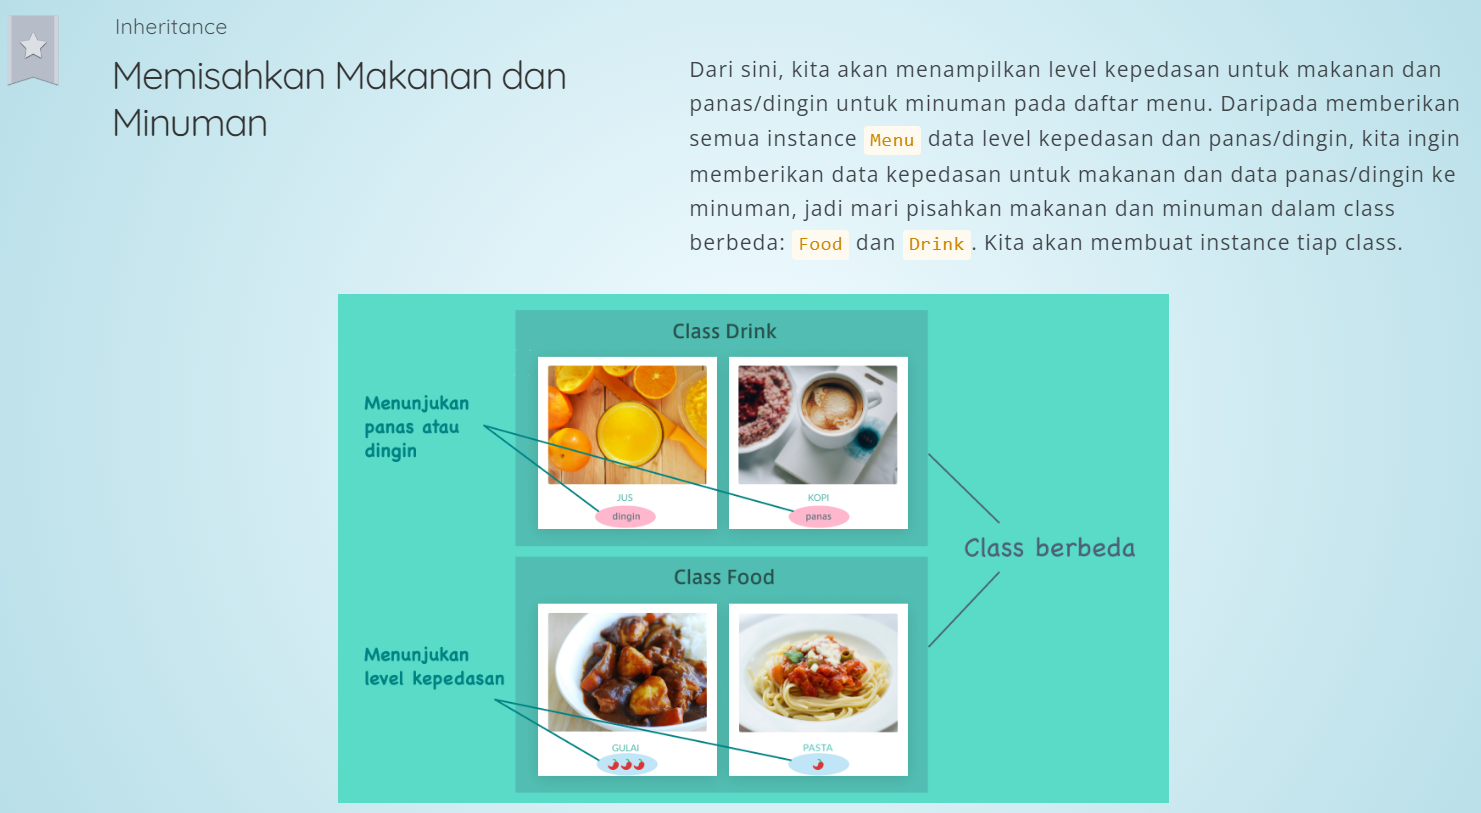 Inheritance
Memisahkan Makanan dan
Minuman
Dari sini, kita akan menampilkan level kepedasan untuk makanan dan
panas/dingin untuk minuman pada daftar menu. Daripada memberikan
semua instance Menu data level kepedasan dan panas/dingin, kita ingin
memberikan data kepedasan untuk makanan dan data panas/dingin ke
minuman, jadi mari pisahkan makanan dan minuman dalam class
berbeda: Food dan Drink. Kita akan membuat instance tiap class.
Class Drink
Menunjukan
panas atau
dingin
JUS
dingin
KOPI
panas
Class berbeda
Class Food
Menunjukan
level kepedasan
GULAI
PASTA